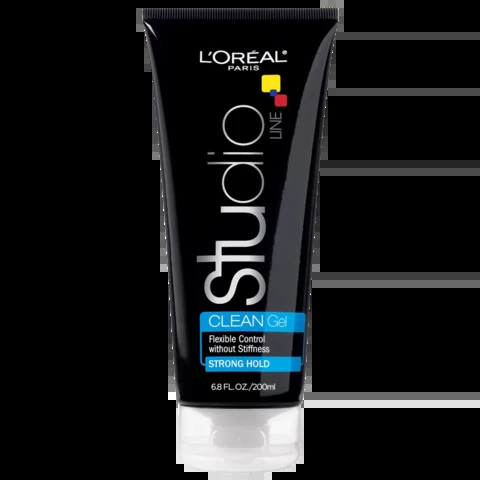 L'ORÉAL®
PARIS
Studio
LINE
CLEAN Gel
Flexible Control
without Stiffness
STRONG HOLD
6.8 FL. OZ./200ml